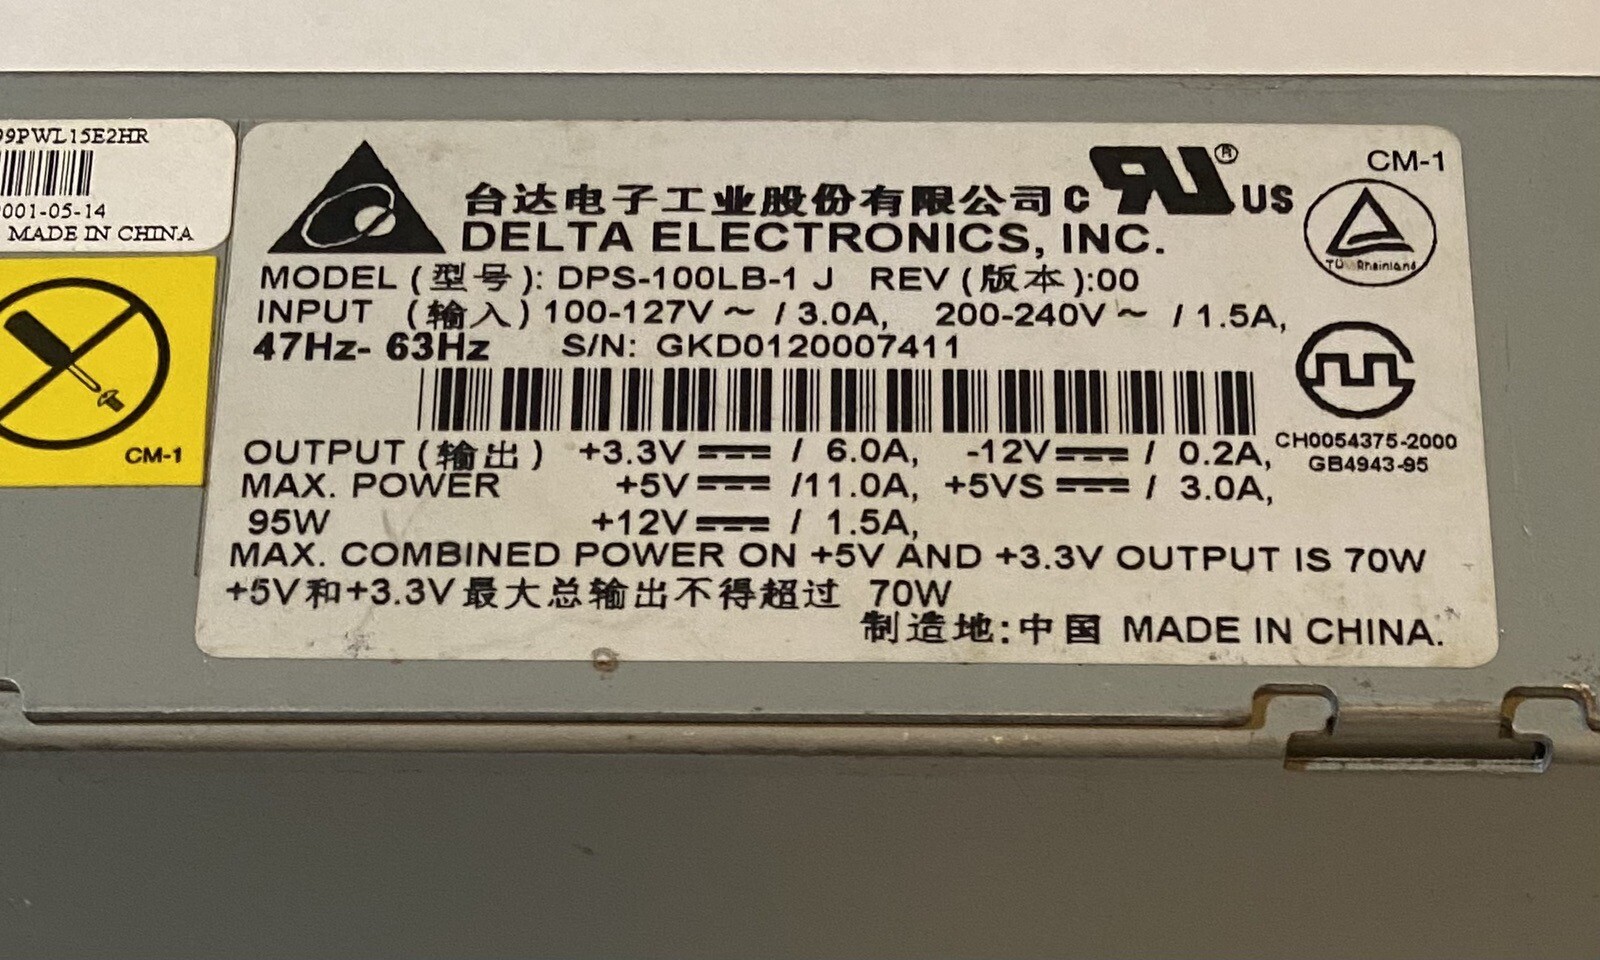 99PWL15E2HR
001-05-14
MADE IN CHINA
CM-1
台达电子工业股份有限公司
DELTA ELECTRONICS, INC.
C RU® US
CM-1
TÜV Rheinland
MODEL (型号): DPS-100LB-1 J REV (版本):00
INPUT (输入) 100-127V ~ / 3.0A, 200-240V ~ / 1.5A,
47Hz- 63Hz S/N: GKD0120007411
CH0054375-2000
GB4943-95
OUTPUT (输出) +3.3V ⎓ / 6.0A, -12V ⎓ / 0.2A,
MAX. POWER +5V ⎓ /11.0A, +5VS ⎓ / 3.0A,
95W +12V ⎓ / 1.5A,
MAX. COMBINED POWER ON +5V AND +3.3V OUTPUT IS 70W
+5V和+3.3V最大总输出不得超过 70W
制造地:中国 MADE IN CHINA.